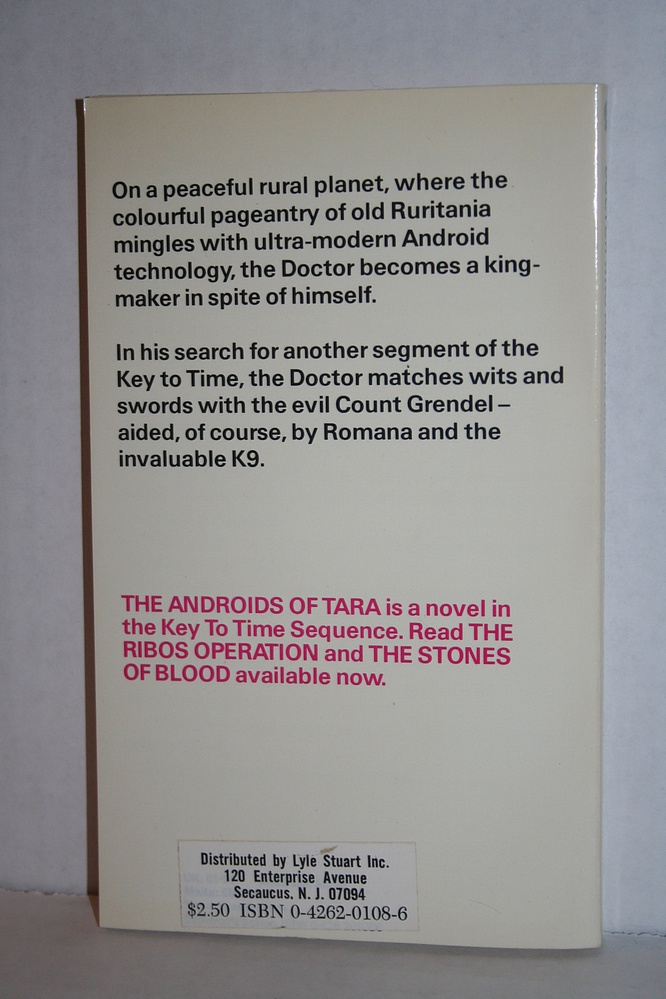 On a peaceful rural planet, where the
colourful pageantry of old Ruritania
mingles with ultra-modern Android
technology, the Doctor becomes a king-
maker in spite of himself.
In his search for another segment of the
Key to Time, the Doctor matches wits and
swords with the evil Count Grendel –
aided, of course, by Romana and the
invaluable K9.
THE ANDROIDS OF TARA is a novel in
the Key To Time Sequence. Read THE
RIBOS OPERATION and THE STONES
OF BLOOD available now.
Distributed by Lyle Stuart Inc.
120 Enterprise Avenue
Secaucus. N. J. 07094
$2.50 ISBN 0-4262-0108-6